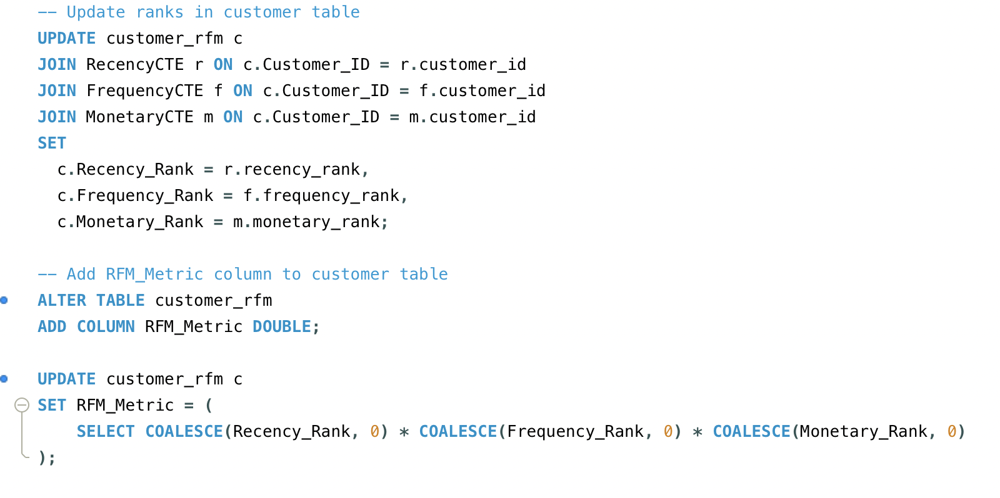 -- Update ranks in customer table
UPDATE customer_rfm c
JOIN RecencyCTE r ON c.Customer_ID = r.customer_id
JOIN FrequencyCTE f ON c.Customer_ID = f.customer_id
JOIN MonetaryCTE m ON c.Customer_ID = m.customer_id
SET
  c.Recency_Rank = r.recency_rank,
  c.Frequency_Rank = f.frequency_rank,
  c.Monetary_Rank = m.monetary_rank;
-- Add RFM_Metric column to customer table
ALTER TABLE customer_rfm
ADD COLUMN RFM_Metric DOUBLE;
UPDATE customer_rfm c
SET RFM_Metric = (
    SELECT COALESCE(Recency_Rank, 0) * COALESCE(Frequency_Rank, 0) * COALESCE(Monetary_Rank, 0)
);